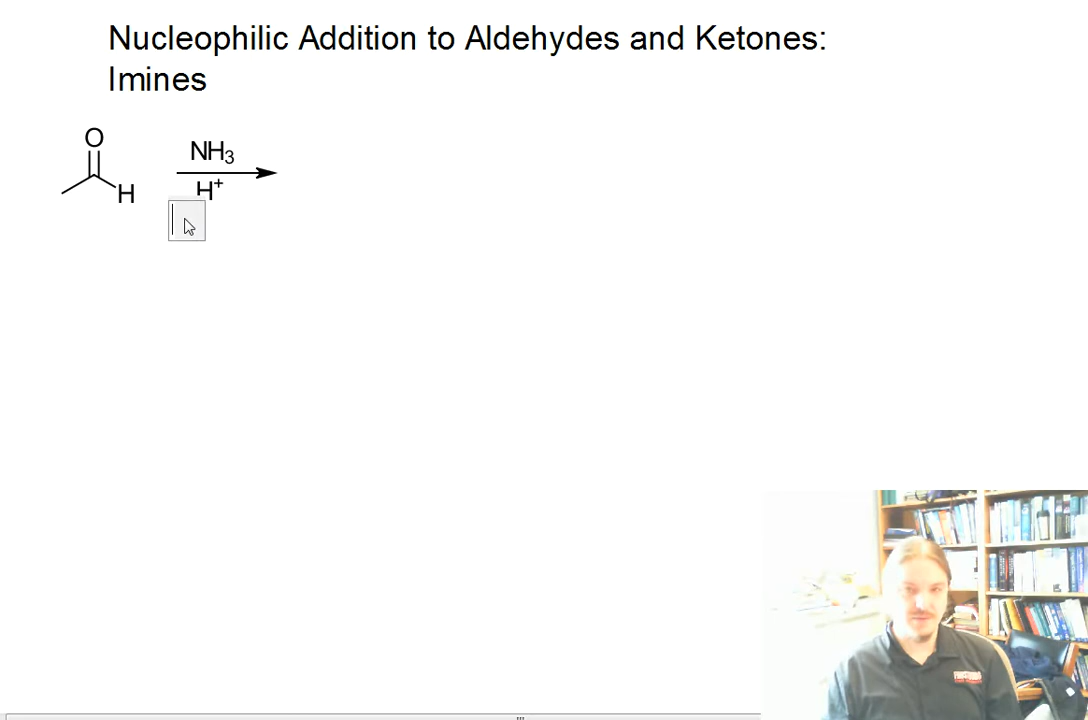 Nucleophilic Addition to Aldehydes and Ketones:
Imines
O
H
NH3
H+